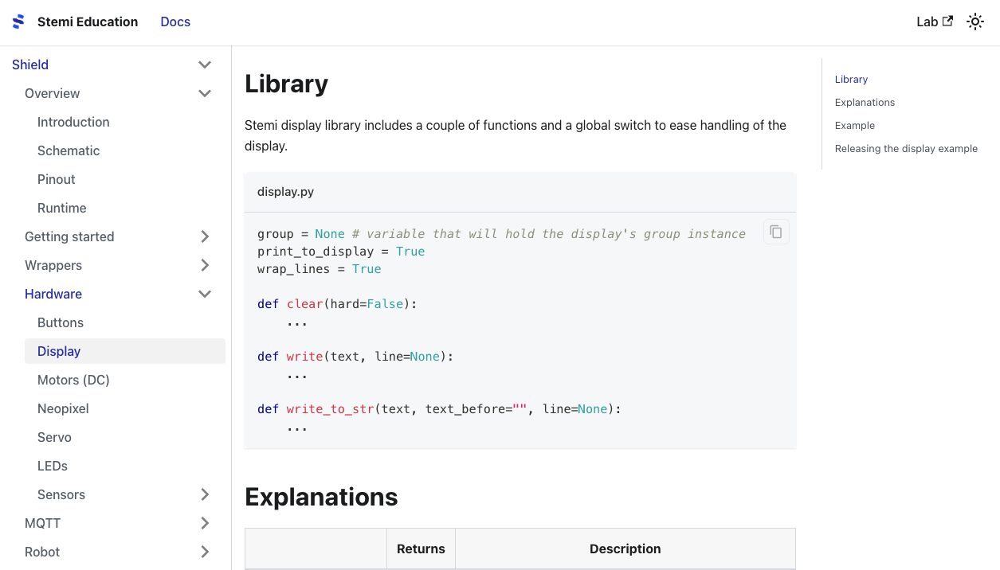 Stemi Education Docs Lab
Shield
Overview
Introduction
Schematic
Pinout
Runtime
Getting started
Wrappers
Hardware
Buttons
Display
Motors (DC)
Neopixel
Servo
LEDs
Sensors
MQTT
Robot
Library
Stemi display library includes a couple of functions and a global switch to ease handling of the
display.
display.py
group = None # variable that will hold the display's group instance
print_to_display = True
wrap_lines = True
def clear(hard=False):
    ...
def write(text, line=None):
    ...
def write_to_str(text, text_before="", line=None):
    ...
Explanations
Returns Description
Library
Explanations
Example
Releasing the display example